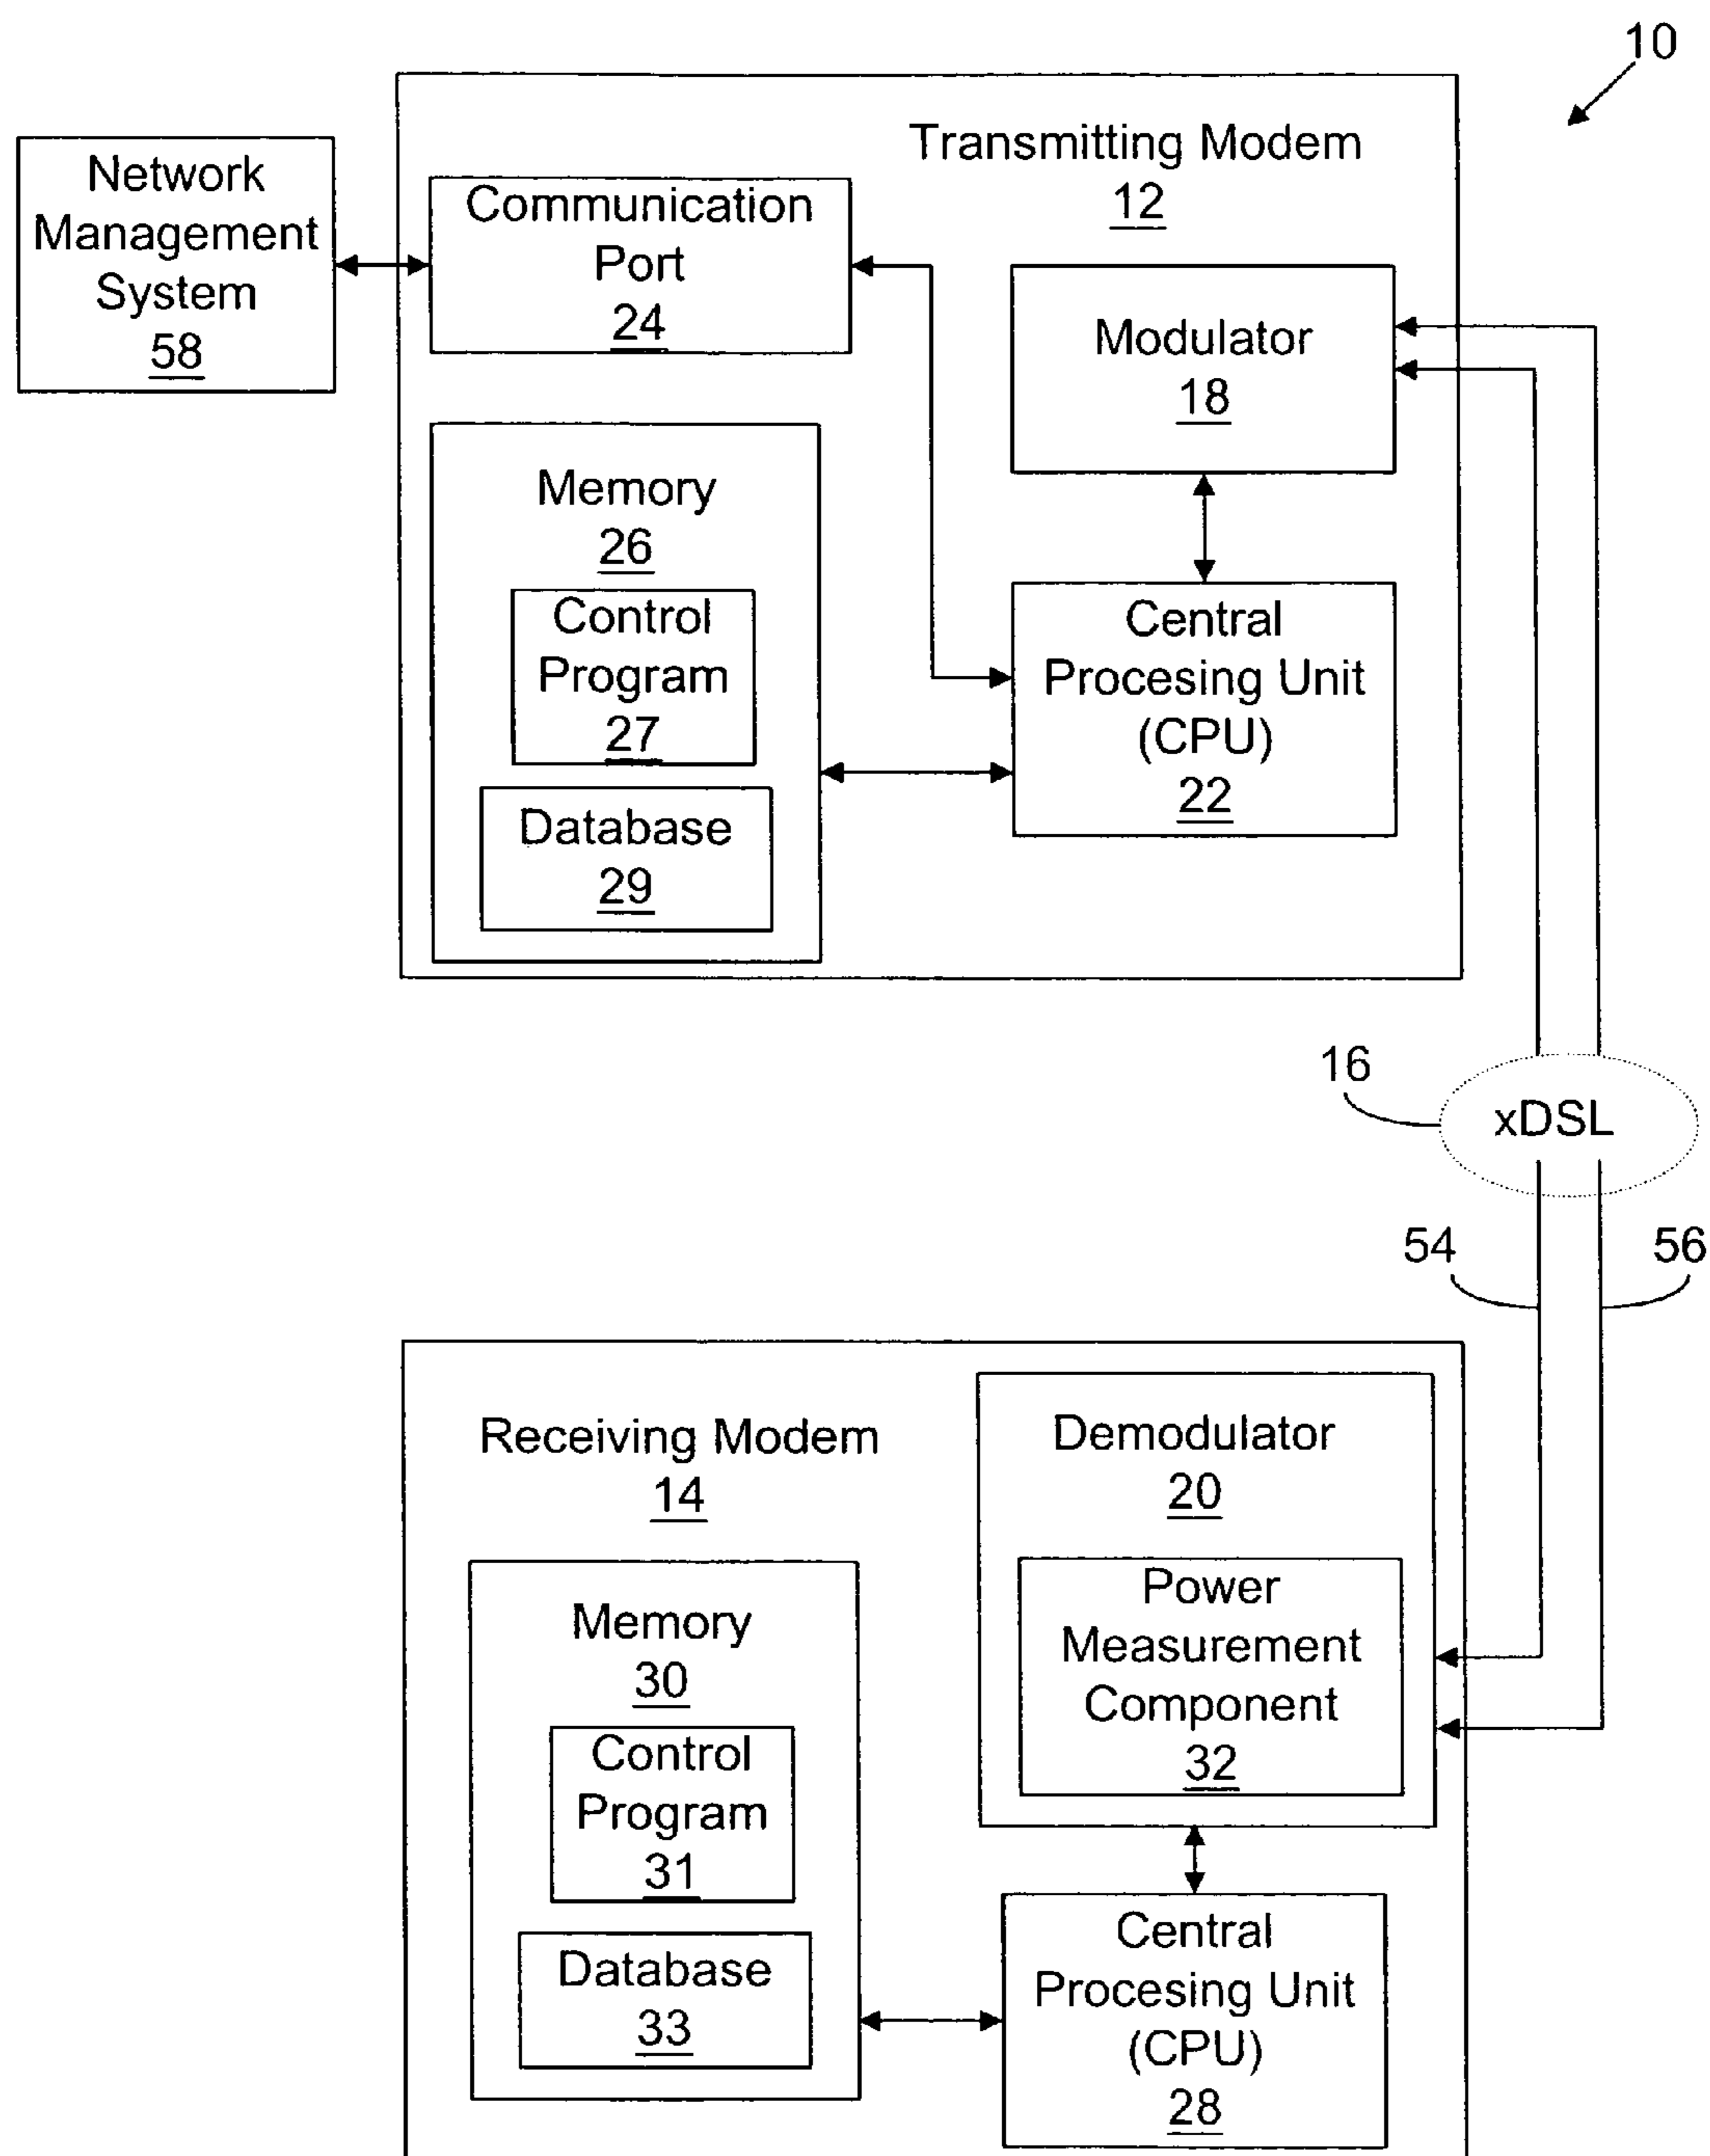 10
Transmitting Modem
12
Network
Management
System
58
Communication
Port
24
Modulator
18
Memory
26
Control
Program
27
Database
29
Central
Procesing Unit
(CPU)
22
16
xDSL
54
56
Receiving Modem
14
Demodulator
20
Power
Measurement
Component
32
Memory
30
Control
Program
31
Database
33
Central
Procesing Unit
(CPU)
28